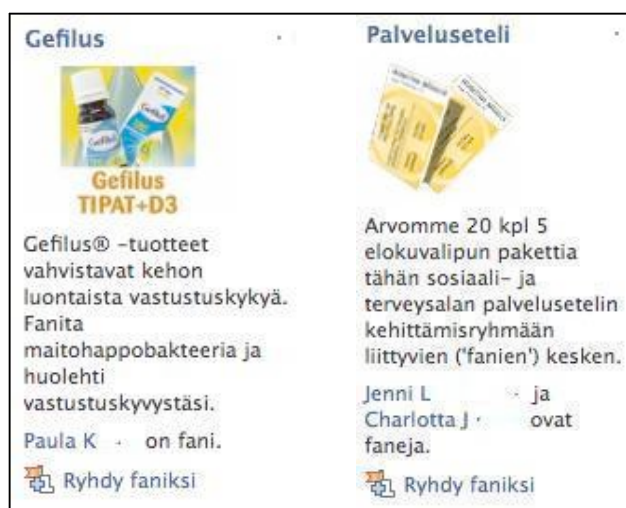 Gefilus
Gefilus
TIPAT+D3
Gefilus® -tuotteet
vahvistavat kehon
luontaista vastustuskykyä.
Fanita
maitohappobakteeria ja
huolehti
vastustuskyvystäsi.
Paula K on fani.
Ryhdy faniksi
Palveluseteli
Arvomme 20 kpl 5
elokuvalipun pakettia
tähän sosiaali- ja
terveysalan palvelusetelin
kehittämisryhmään
liittyvien ('fanien') kesken.
Jenni L ja
Charlotta J ovat
faneja.
Ryhdy faniksi